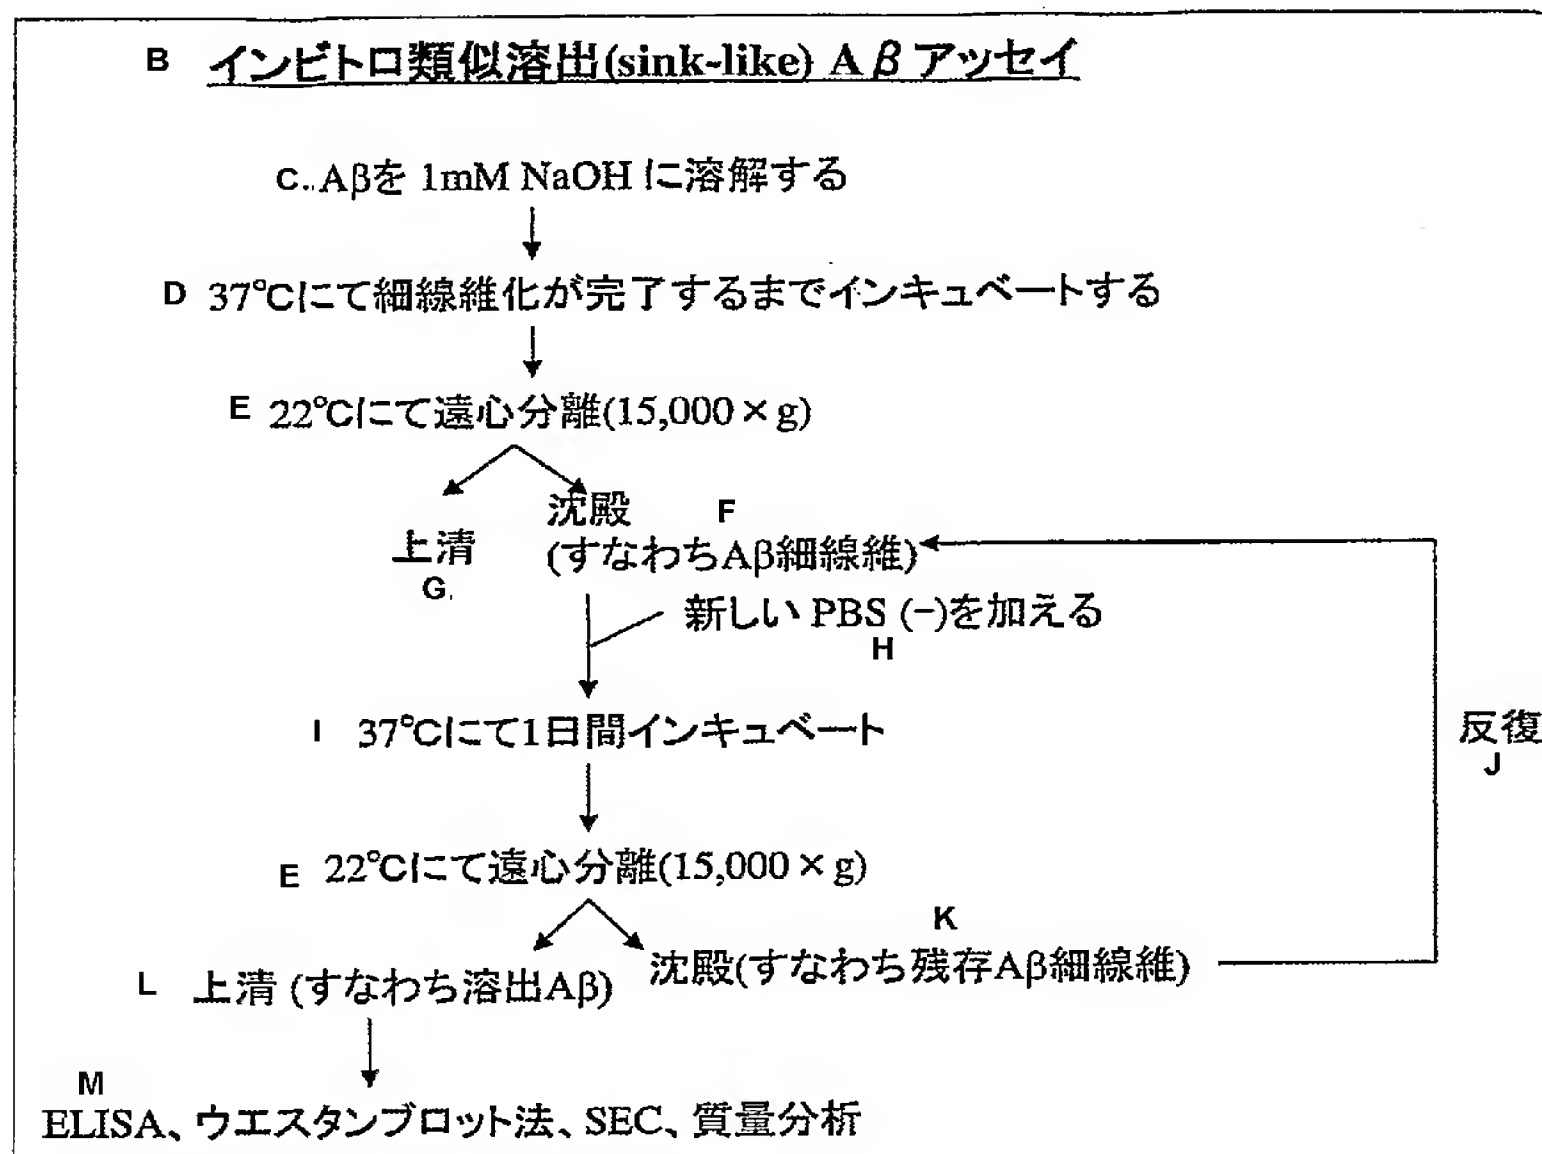 B インビトロ類似溶出(sink-like) Aβアッセイ
C. Aβを 1mM NaOH に溶解する
D 37℃にて細線維化が完了するまでインキュベートする
E 22℃にて遠心分離(15,000×g)
沈殿 F
(すなわちAβ細線維)
上清
G.
新しい PBS (-)を加える
H
I 37℃にて1日間インキュベート
反復
J
E 22℃にて遠心分離(15,000×g)
K
沈殿(すなわち残存Aβ細線維)
L 上清 (すなわち溶出Aβ)
M
ELISA、ウエスタンブロット法、SEC、質量分析